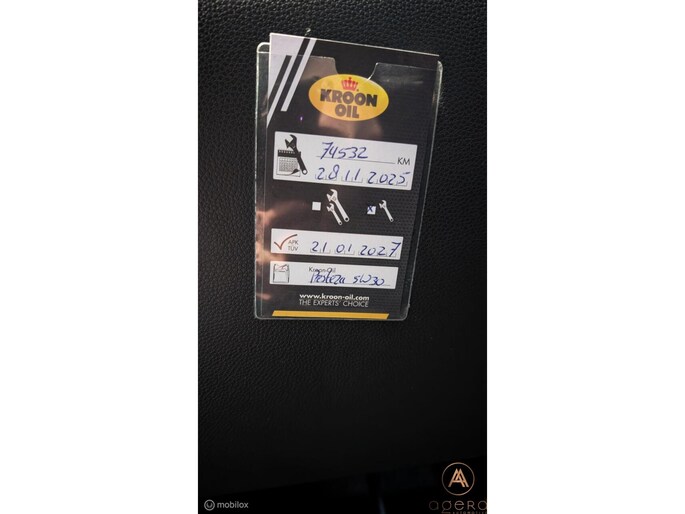 KROON
OIL
74532 KM
28 11 2025
APK
TÜV
21 01 2027
Kroon-Oil
5W30
www.kroon-oil.com
THE EXPERTS' CHOICE
mobilox
adera